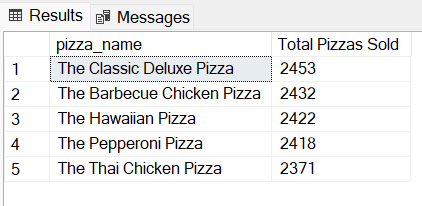 Results Messages
pizza_name Total Pizzas Sold
1 The Classic Deluxe Pizza 2453
2 The Barbecue Chicken Pizza 2432
3 The Hawaiian Pizza 2422
4 The Pepperoni Pizza 2418
5 The Thai Chicken Pizza 2371